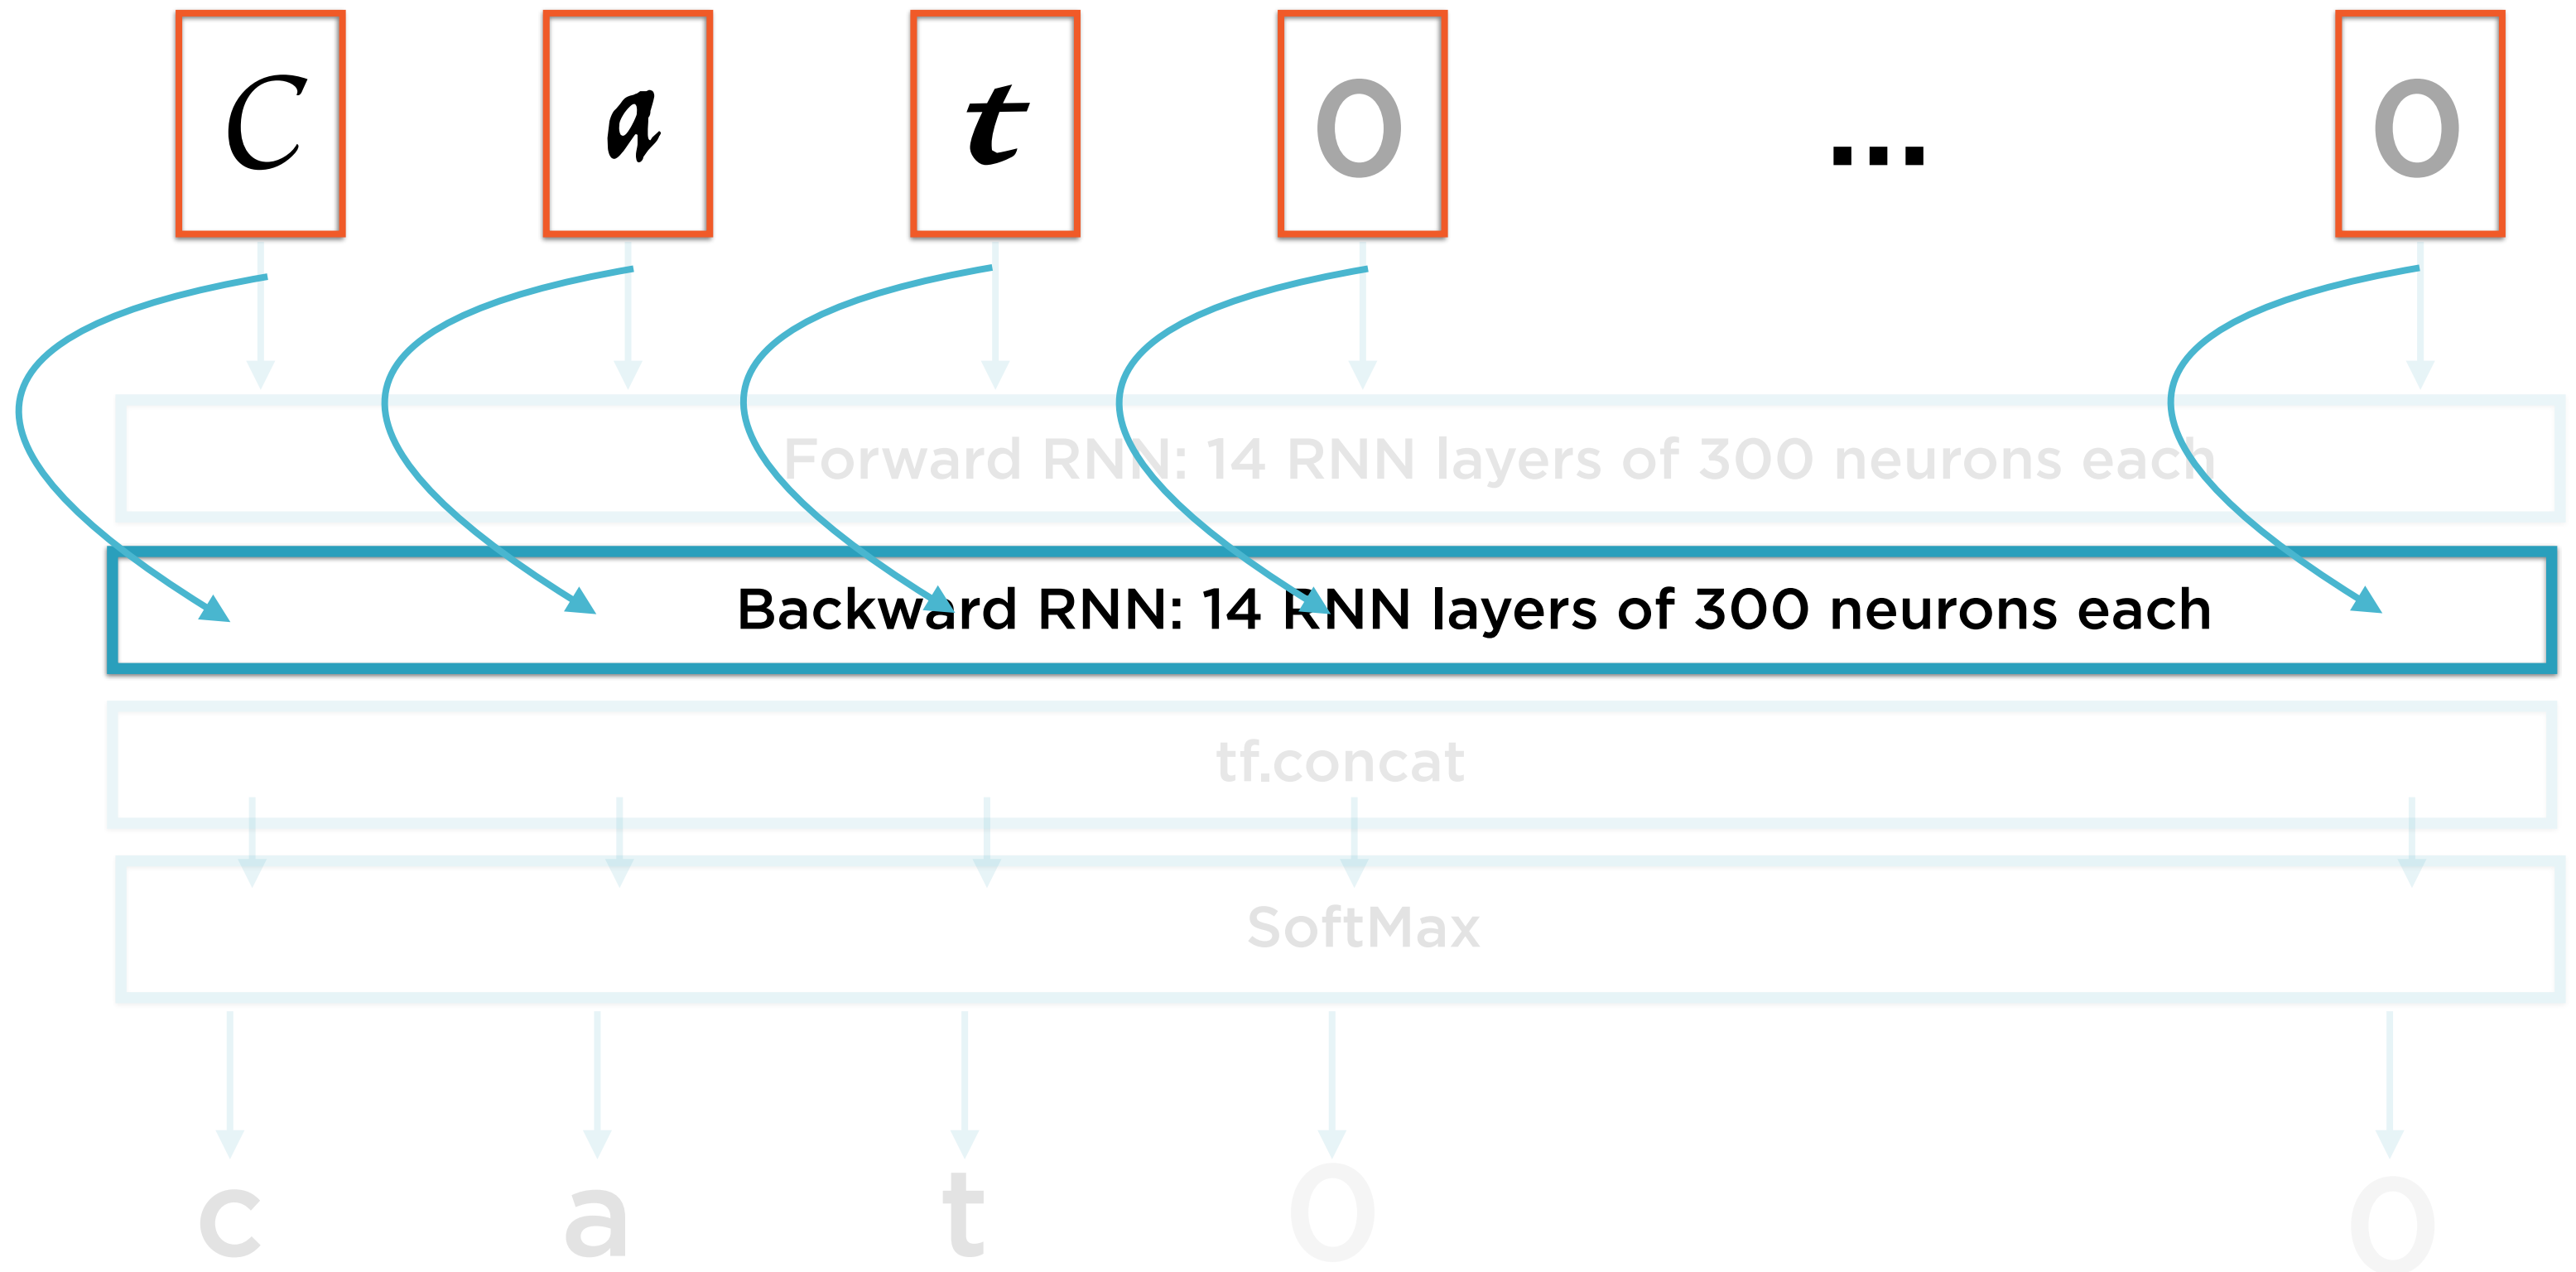 C a t 0 ... 0
Forward RNN: 14 RNN layers of 300 neurons each
Backward RNN: 14 RNN layers of 300 neurons each
tf.concat
SoftMax
c a t 0 0